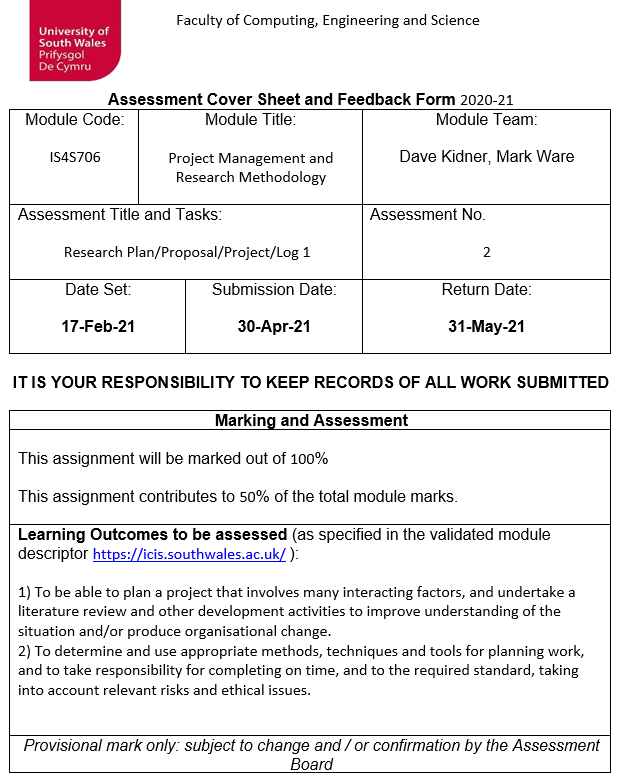 University of
South Wales
Prifysgol
De Cymru
Faculty of Computing, Engineering and Science
Assessment Cover Sheet and Feedback Form 2020-21
Module Code:
IS4S706
Module Title:
Project Management and
Research Methodology
Module Team:
Dave Kidner, Mark Ware
Assessment Title and Tasks:
Research Plan/Proposal/Project/Log 1
Assessment No.
2
Date Set:
17-Feb-21
Submission Date:
30-Apr-21
Return Date:
31-May-21
IT IS YOUR RESPONSIBILITY TO KEEP RECORDS OF ALL WORK SUBMITTED
Marking and Assessment
This assignment will be marked out of 100%
This assignment contributes to 50% of the total module marks.
Learning Outcomes to be assessed (as specified in the validated module
descriptor https://icis.southwales.ac.uk/ ):
1) To be able to plan a project that involves many interacting factors, and undertake a
literature review and other development activities to improve understanding of the
situation and/or produce organisational change.
2) To determine and use appropriate methods, techniques and tools for planning work,
and to take responsibility for completing on time, and to the required standard, taking
into account relevant risks and ethical issues.
Provisional mark only: subject to change and / or confirmation by the Assessment
Board